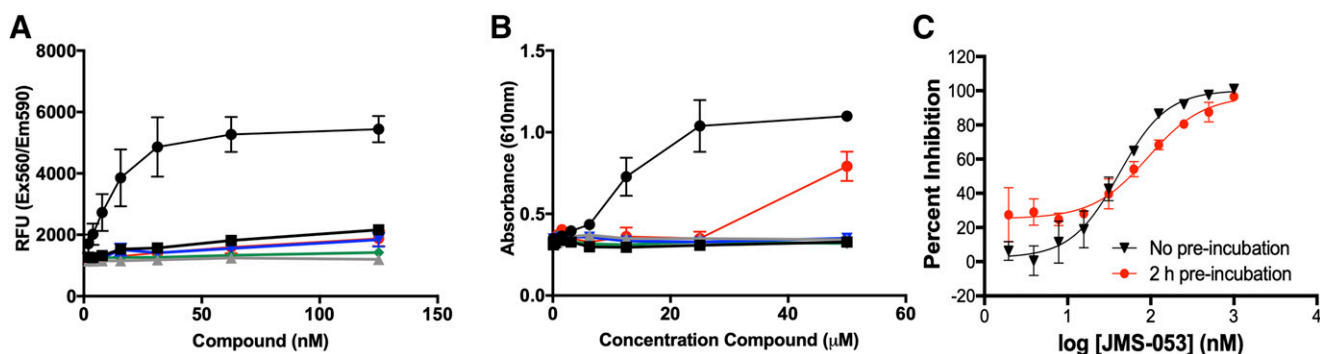 A
RFU (Ex560/Em590)
8000
6000
4000
2000
0
0
50
100
150
Compound (nM)
B
Absorbance (610nm)
1.5
1.0
0.5
0.0
0
20
40
60
Concentration Compound (μM)
C
Percent Inhibition
120
100
80
60
40
20
0
-20
0
1
2
3
4
No pre-incubation
2 h pre-incubation
log [JMS-053] (nM)